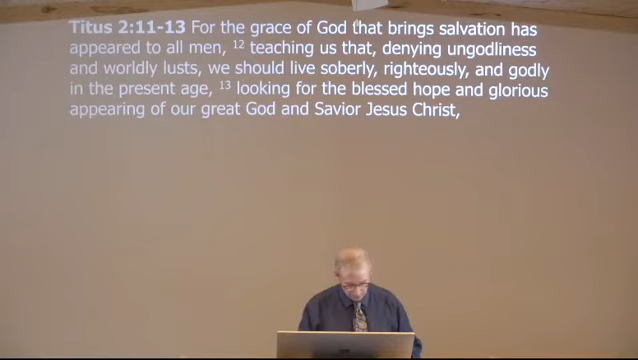 Titus 2:11-13 For the grace of God that brings salvation has
appeared to all men, 12 teaching us that, denying ungodliness
and worldly lusts, we should live soberly, righteously, and godly
in the present age, 13 looking for the blessed hope and glorious
appearing of our great God and Savior Jesus Christ,